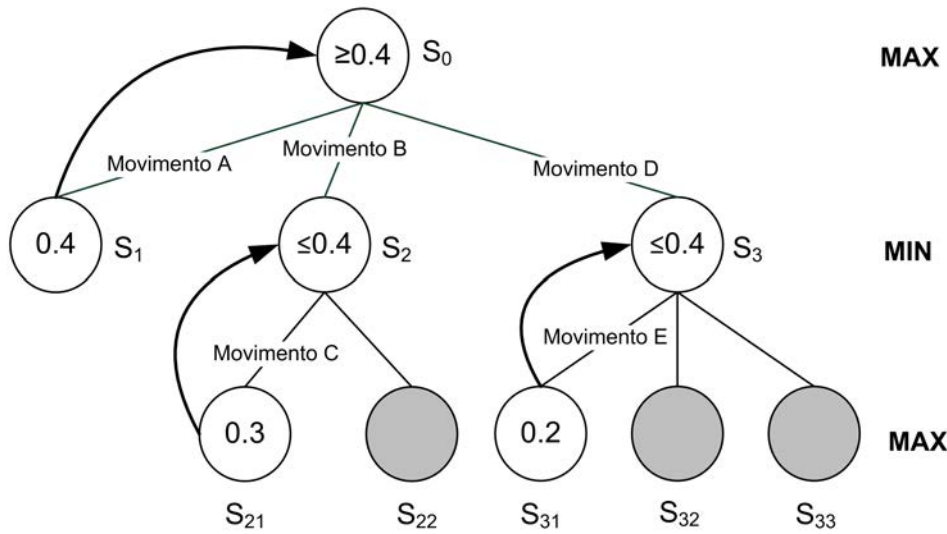 ≥0.4 S0 MAX
Movimento A
Movimento B
Movimento D
0.4 S1 ≤0.4 S2 ≤0.4 S3 MIN
Movimento C
Movimento E
0.3 0.2 MAX
S21 S22 S31 S32 S33